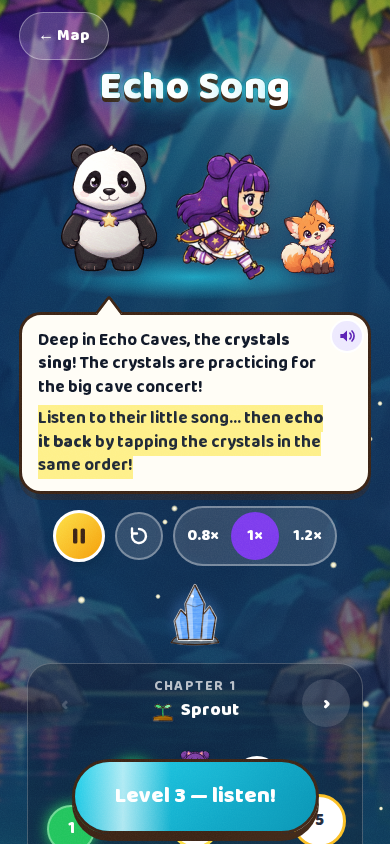 ← Map
Echo Song
Deep in Echo Caves, the crystals
sing! The crystals are practicing for
the big cave concert!
Listen to their little song... then echo
it back by tapping the crystals in the
same order!
0.8× 1× 1.2×
CHAPTER 1
‹ 🌱 Sprout ›
Level 3 — listen!
1 5